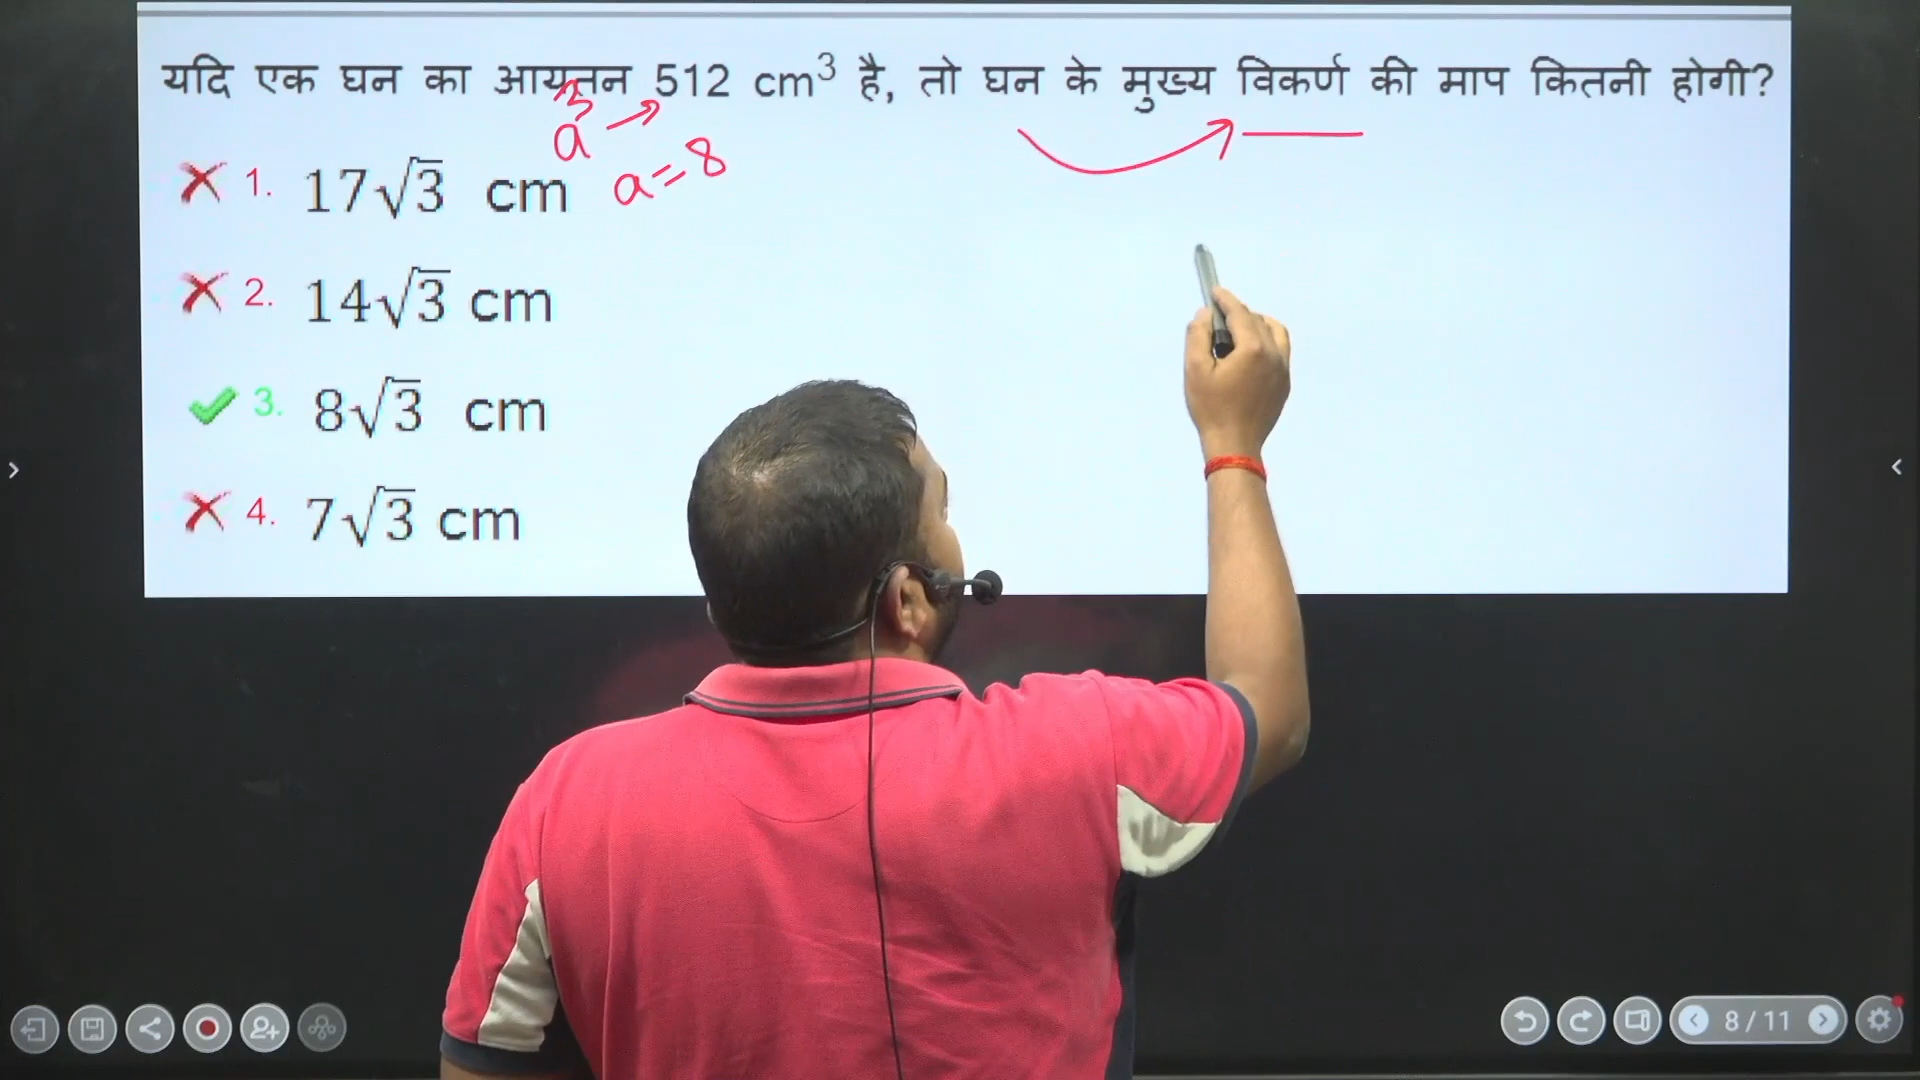 यदि एक घन का आयतन 512 cm³ है, तो घन के मुख्य विकर्ण की माप कितनी होगी?
a³ →
a = 8
1. 17√3 cm
2. 14√3 cm
3. 8√3 cm
4. 7√3 cm
8 / 11